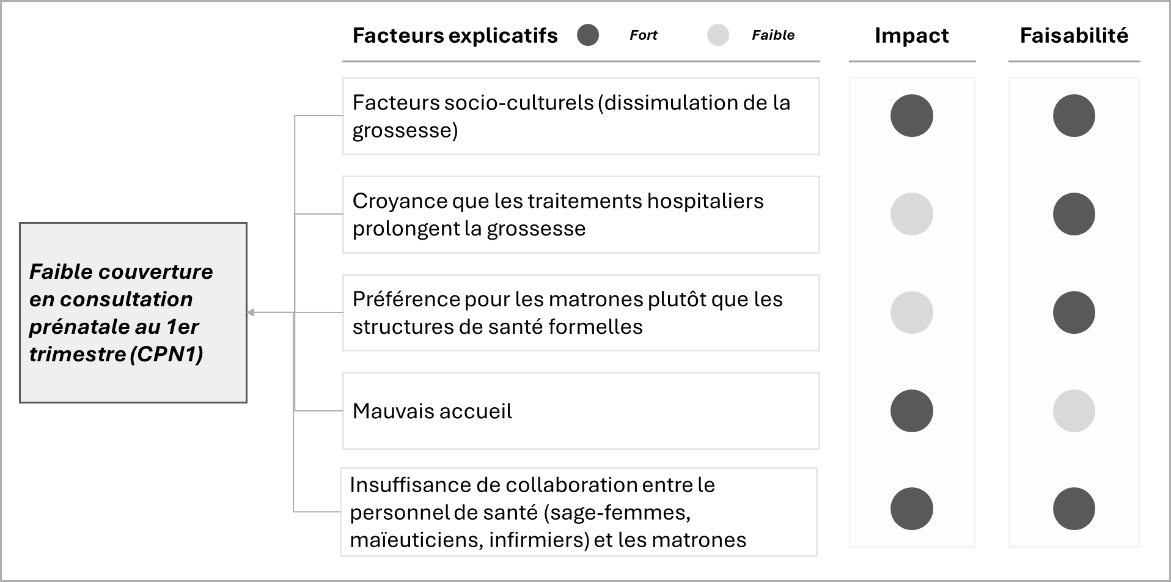 Facteurs explicatifs Fort Faible Impact Faisabilité
Facteurs socio-culturels (dissimulation de la
grossesse)
Croyance que les traitements hospitaliers
prolongent la grossesse
Faible couverture
en consultation
prénatale au 1er
trimestre (CPN1)
Préférence pour les matrones plutôt que les
structures de santé formelles
Mauvais accueil
Insuffisance de collaboration entre le
personnel de santé (sage-femmes,
maïeuticiens, infirmiers) et les matrones